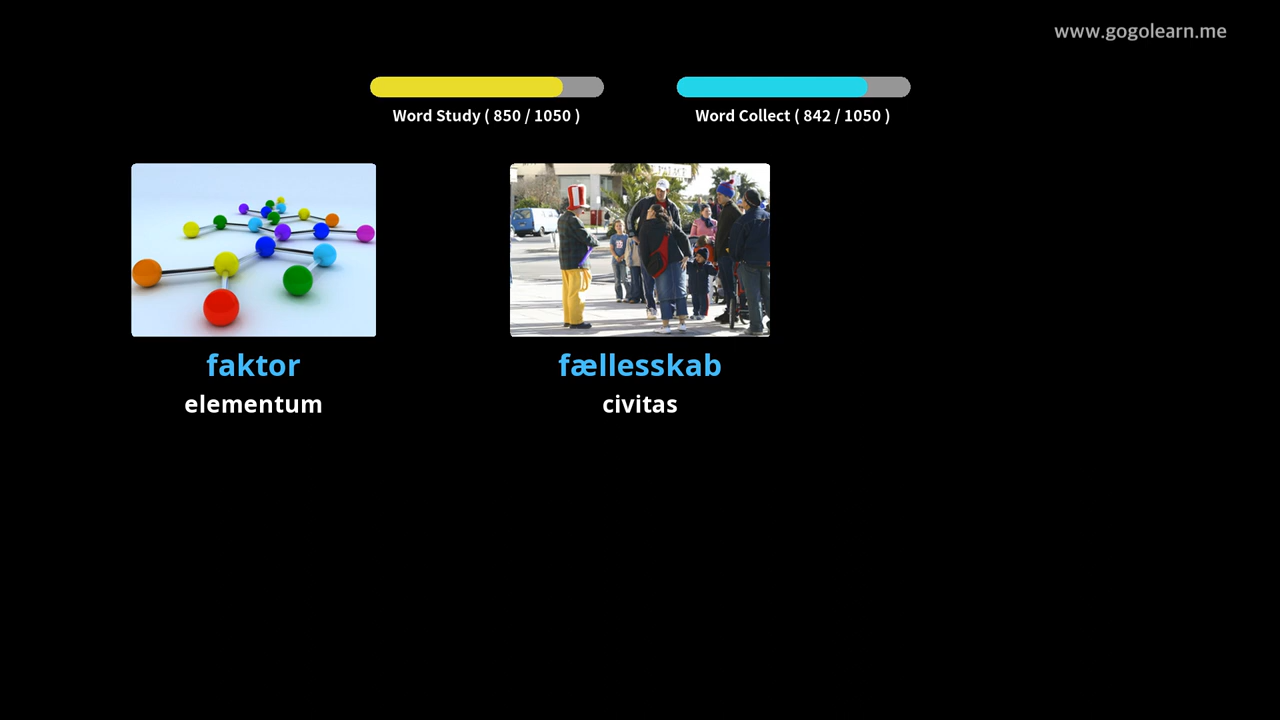 www.gogolearn.me
Word Study ( 850 / 1050 )
Word Collect ( 842 / 1050 )
faktor
fællesskab
elementum
civitas